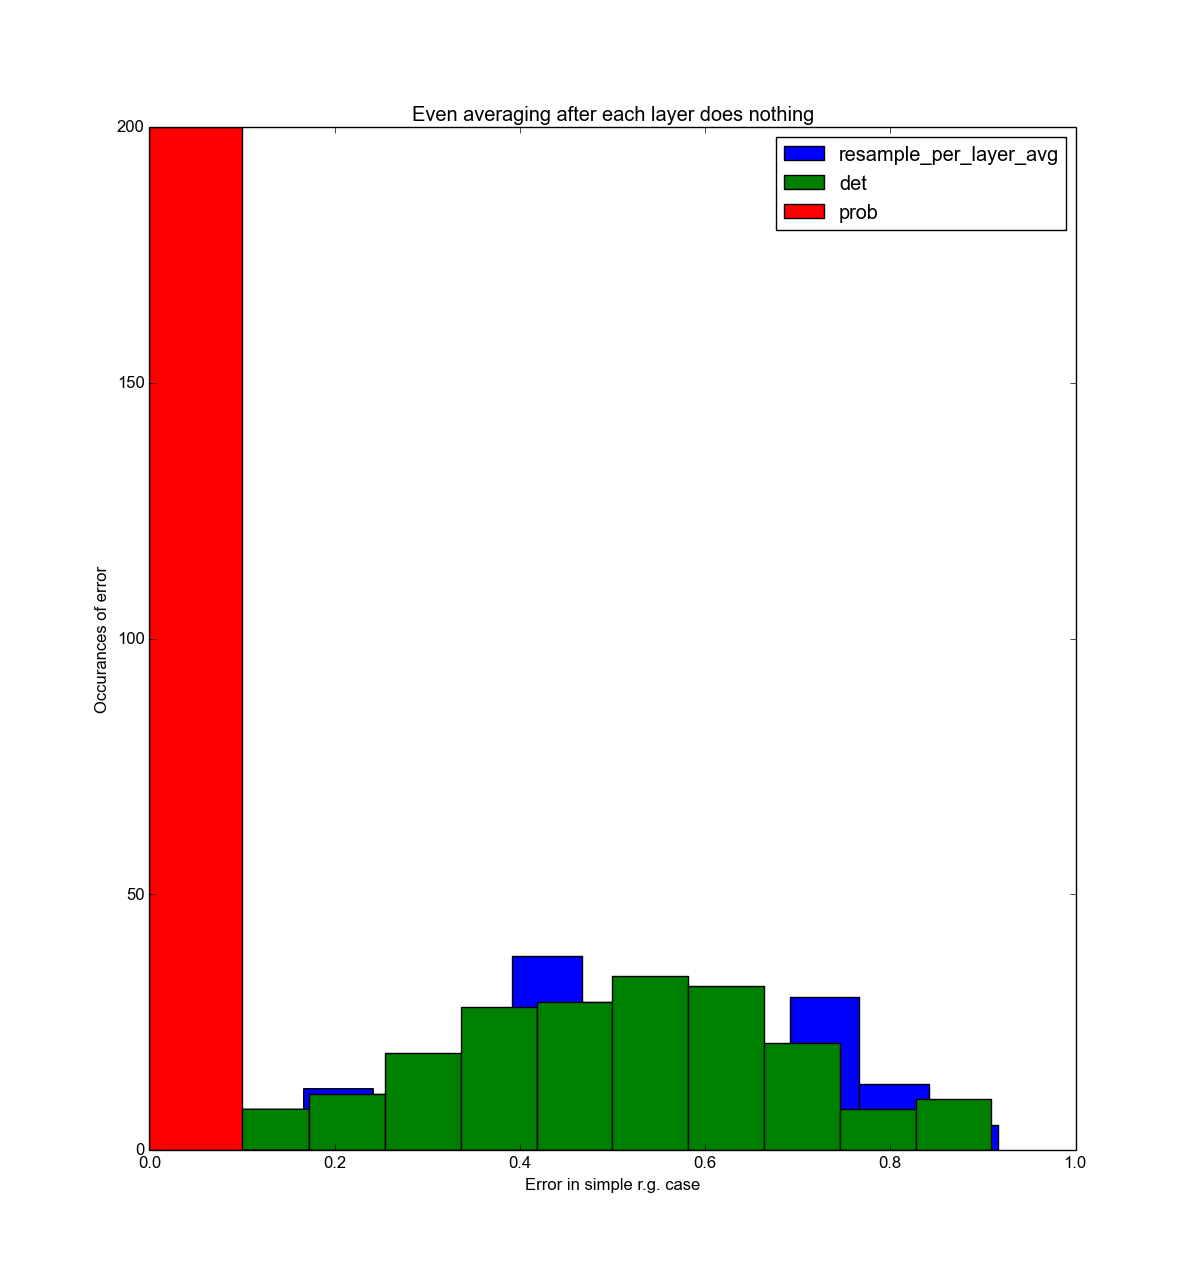 Even averaging after each layer does nothing
resample_per_layer_avg
det
prob
200
150
100
50
0
Occurances of error
0.0 0.2 0.4 0.6 0.8 1.0
Error in simple r.g. case